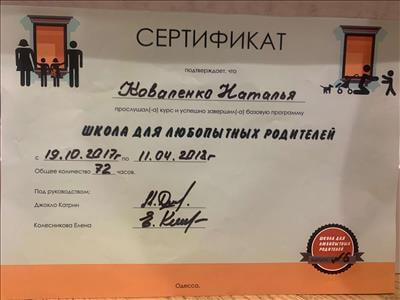 СЕРТИФИКАТ
подтверждает, что
Коваленко Наталья
прослушал(-а) курс и успешно завершил(-а) базовую программу
ШКОЛА ДЛЯ ЛЮБОПЫТНЫХ РОДИТЕЛЕЙ
с 19.10.2017г по 11.04.2018г
Общее количество 72 часов.
Под руководством:
Джохло Катрин
Колесникова Елена
ШКОЛА ДЛЯ
ЛЮБОПЫТНЫХ
РОДИТЕЛЕЙ
Одесса.